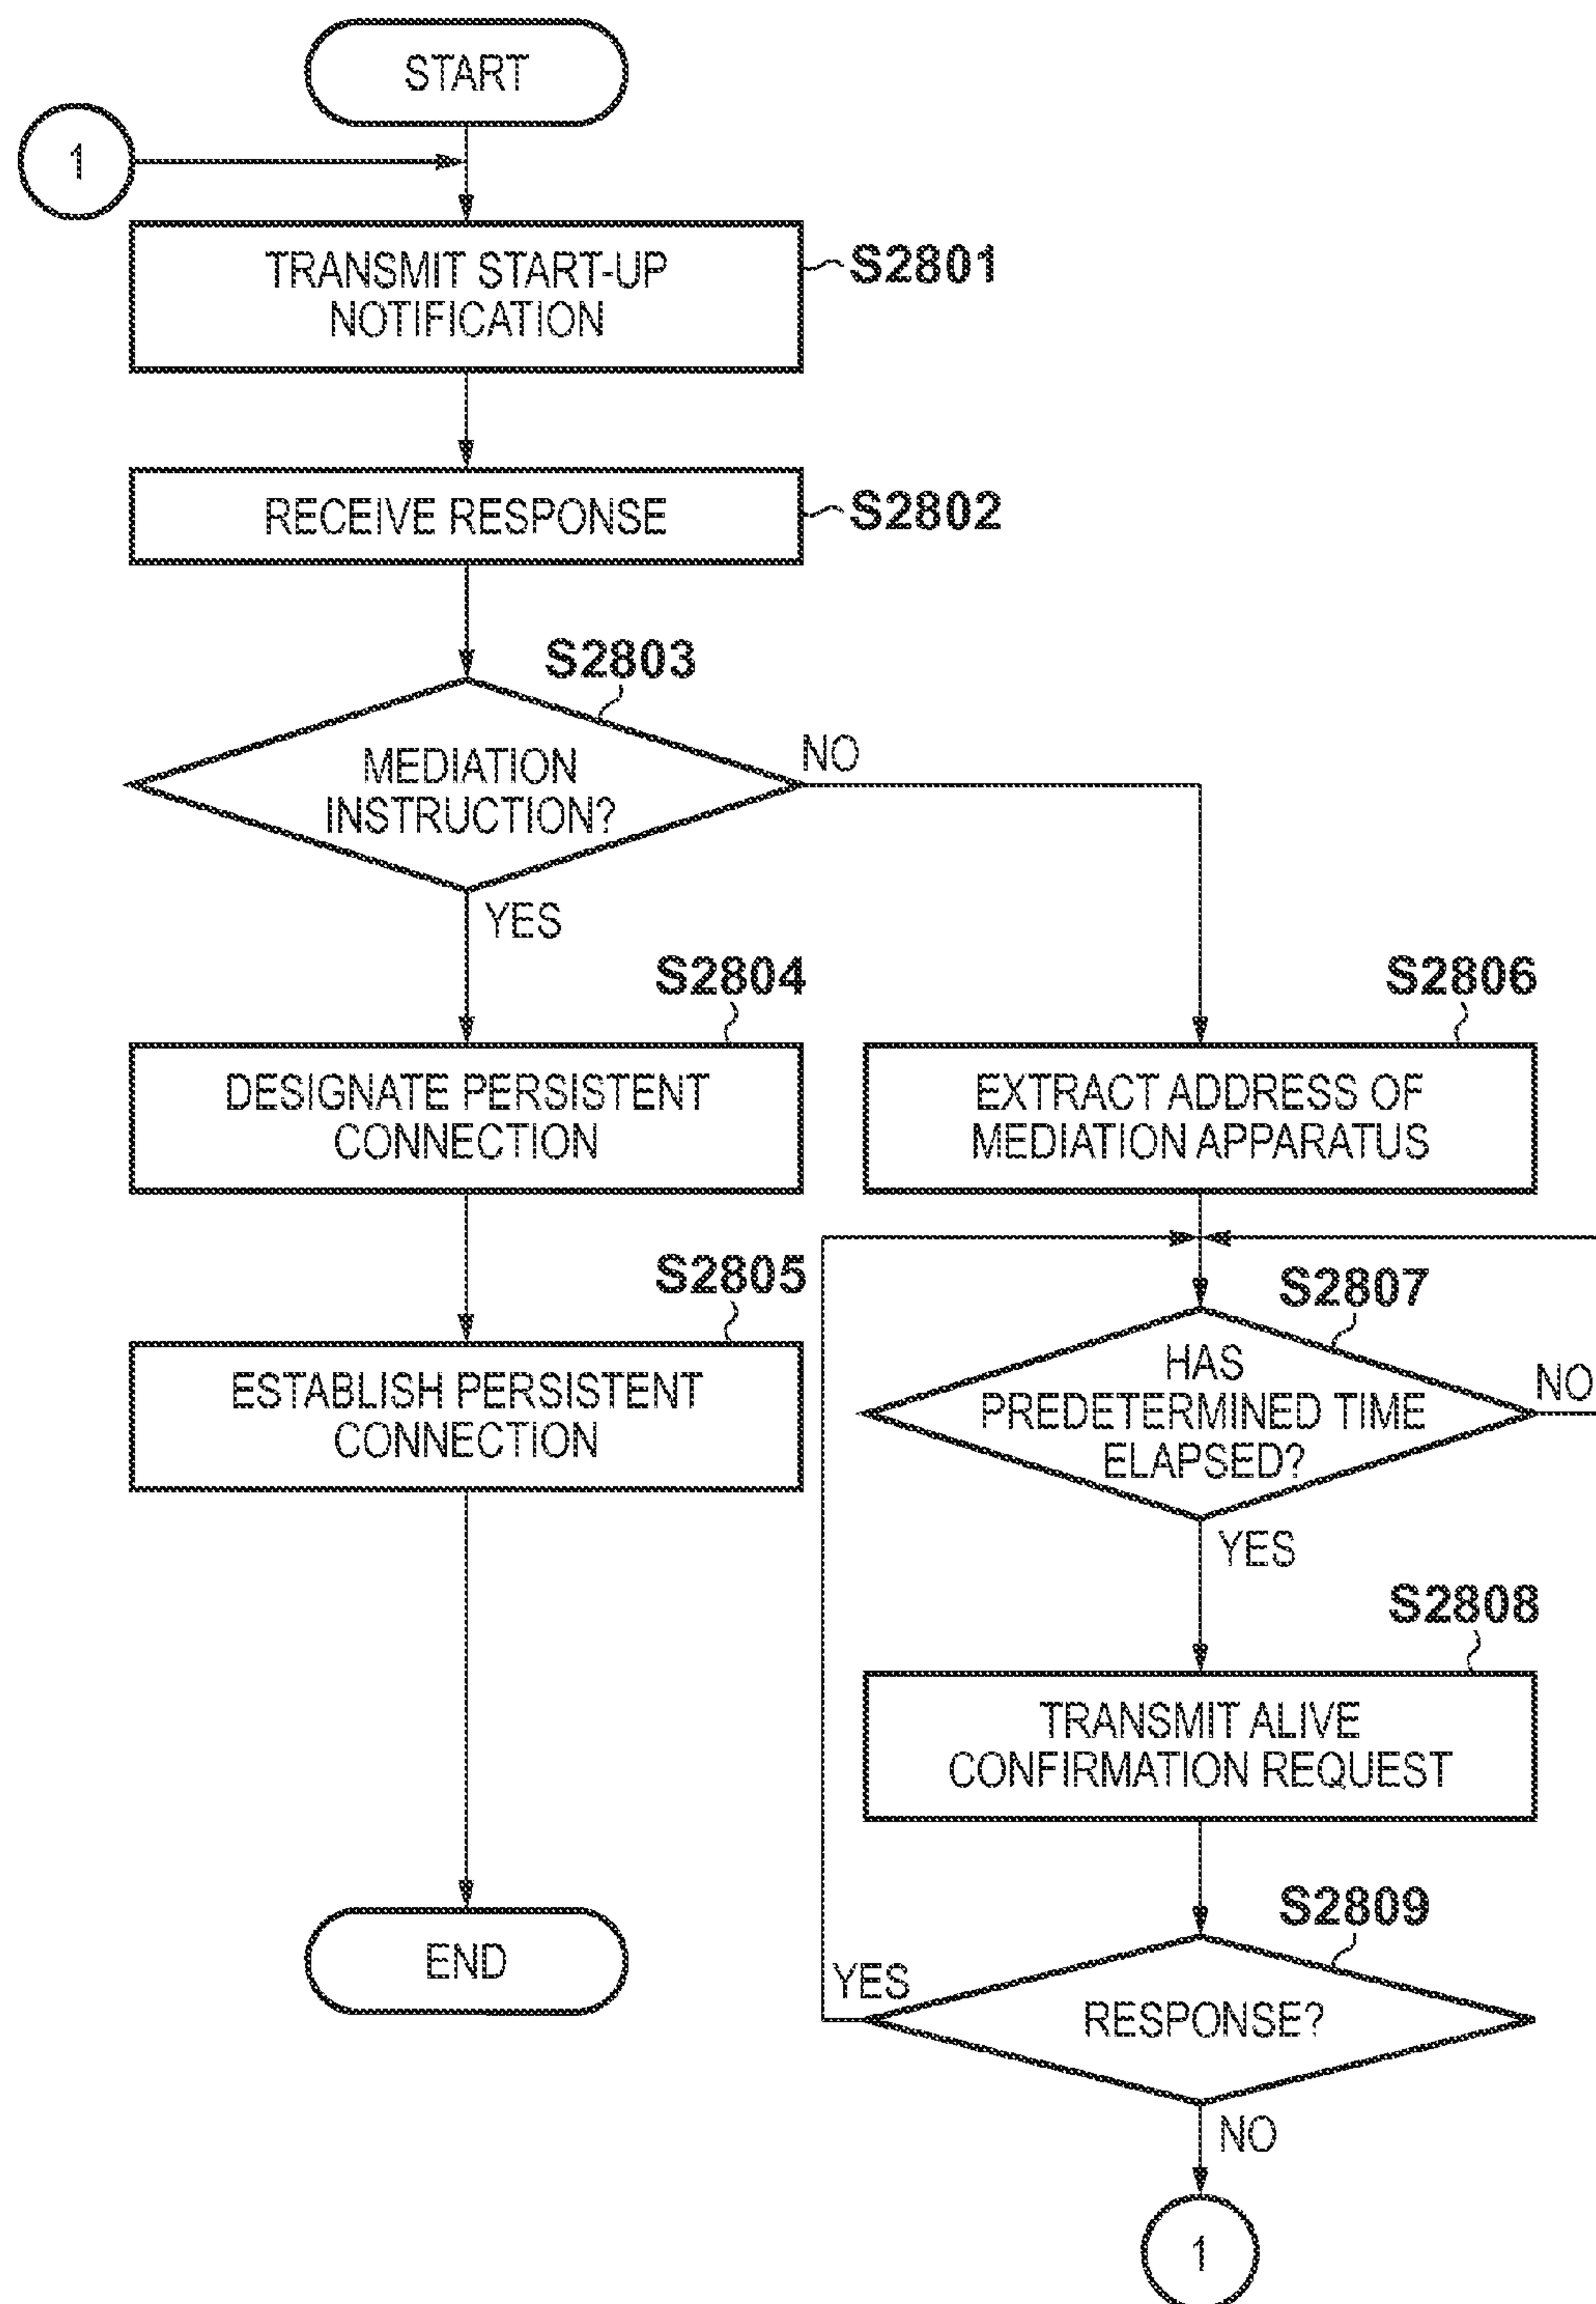 START
1
TRANSMIT START-UP
NOTIFICATION
S2801
RECEIVE RESPONSE
S2802
S2803
MEDIATION
INSTRUCTION?
NO
YES
S2804
DESIGNATE PERSISTENT
CONNECTION
S2805
ESTABLISH PERSISTENT
CONNECTION
END
S2806
EXTRACT ADDRESS OF
MEDIATION APPARATUS
S2807
HAS
PREDETERMINED TIME
ELAPSED?
NO
YES
S2808
TRANSMIT ALIVE
CONFIRMATION REQUEST
S2809
RESPONSE?
YES
NO
1